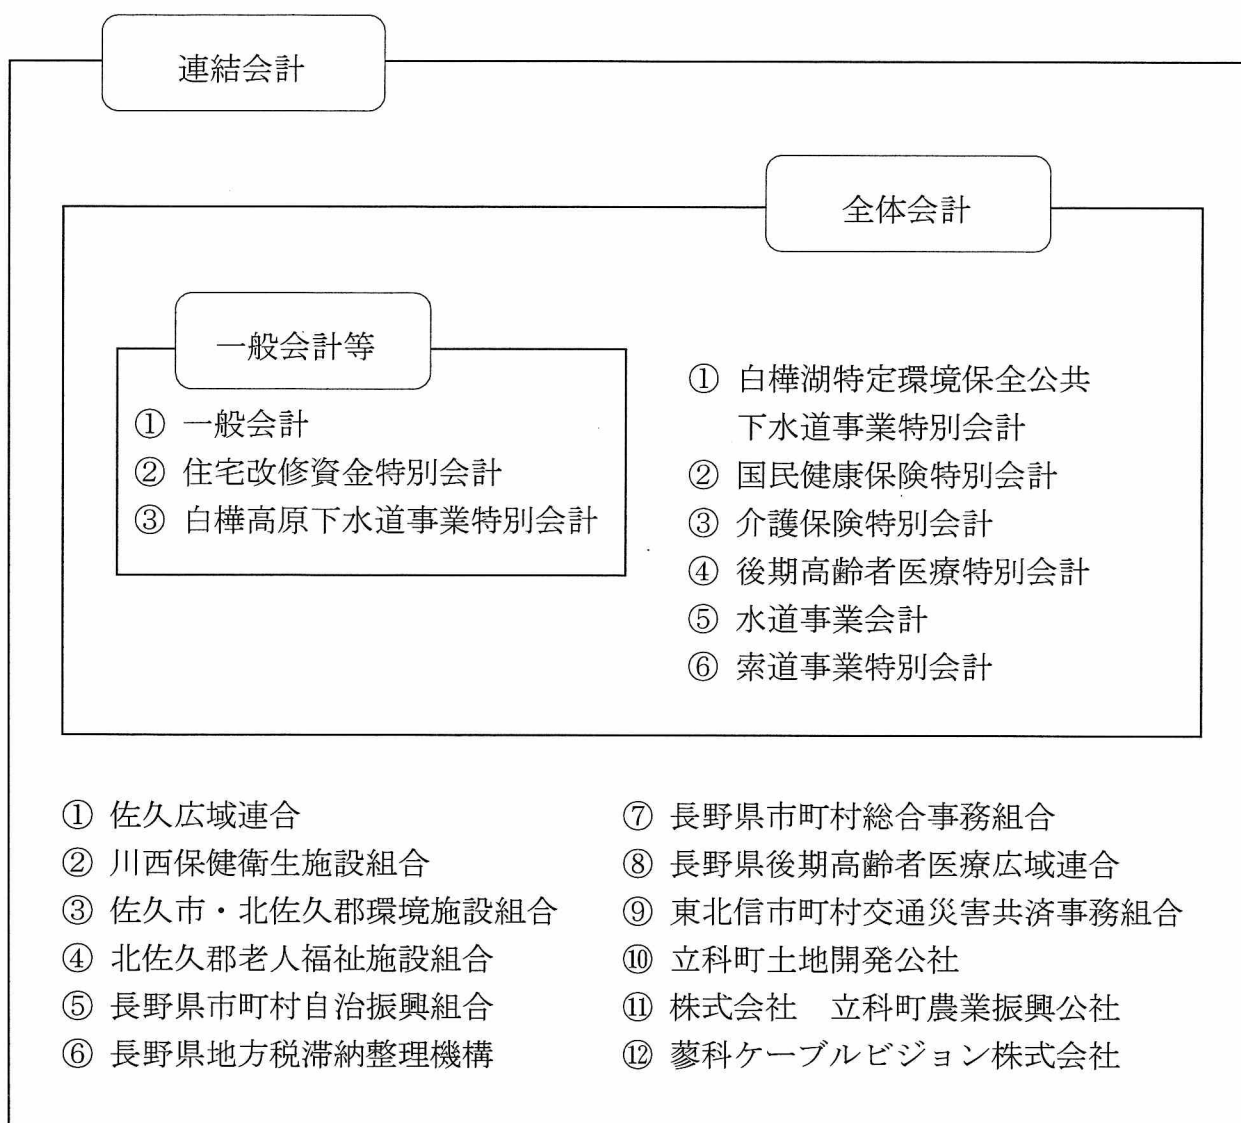 連結会計
全体会計
一般会計等
① 一般会計
② 住宅改修資金特別会計
③ 白樺高原下水道事業特別会計
① 白樺湖特定環境保全公共
下水道事業特別会計
② 国民健康保険特別会計
③ 介護保険特別会計
④ 後期高齢者医療特別会計
⑤ 水道事業会計
⑥ 索道事業特別会計
① 佐久広域連合
② 川西保健衛生施設組合
③ 佐久市・北佐久郡環境施設組合
④ 北佐久郡老人福祉施設組合
⑤ 長野県市町村自治振興組合
⑥ 長野県地方税滞納整理機構
⑦ 長野県市町村総合事務組合
⑧ 長野県後期高齢者医療広域連合
⑨ 東北信市町村交通災害共済事務組合
⑩ 立科町土地開発公社
⑪ 株式会社　立科町農業振興公社
⑫ 蓼科ケーブルビジョン株式会社